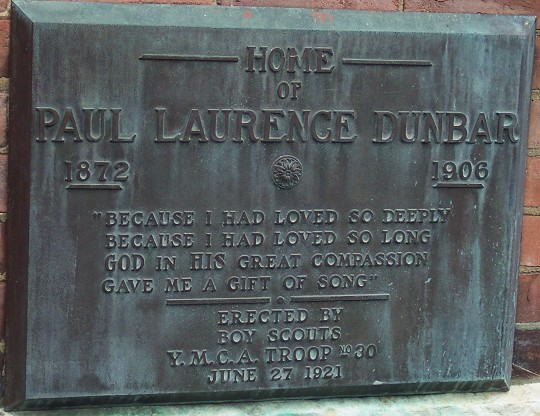 HOME
OF
PAUL LAURENCE DUNBAR
1872 1906
"BECAUSE I HAD LOVED SO DEEPLY
BECAUSE I HAD LOVED SO LONG
GOD IN HIS GREAT COMPASSION
GAVE ME A GIFT OF SONG"
ERECTED BY
BOY SCOUTS
Y.M.C.A. TROOP NO 30
JUNE 27 1921